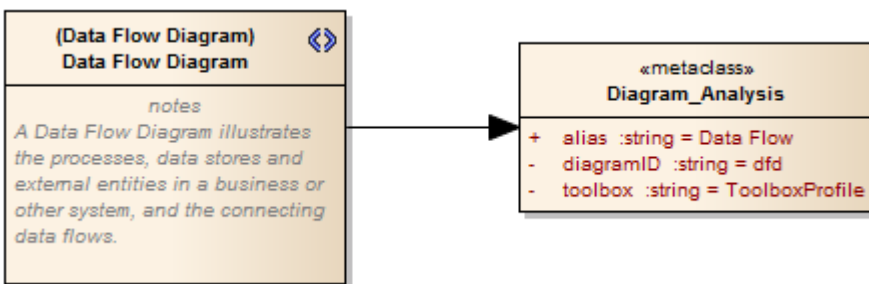 (Data Flow Diagram)
Data Flow Diagram
notes
A Data Flow Diagram illustrates
the processes, data stores and
external entities in a business or
other system, and the connecting
data flows.
«metaclass»
Diagram_Analysis
+ alias :string = Data Flow
- diagramID :string = dfd
- toolbox :string = ToolboxProfile